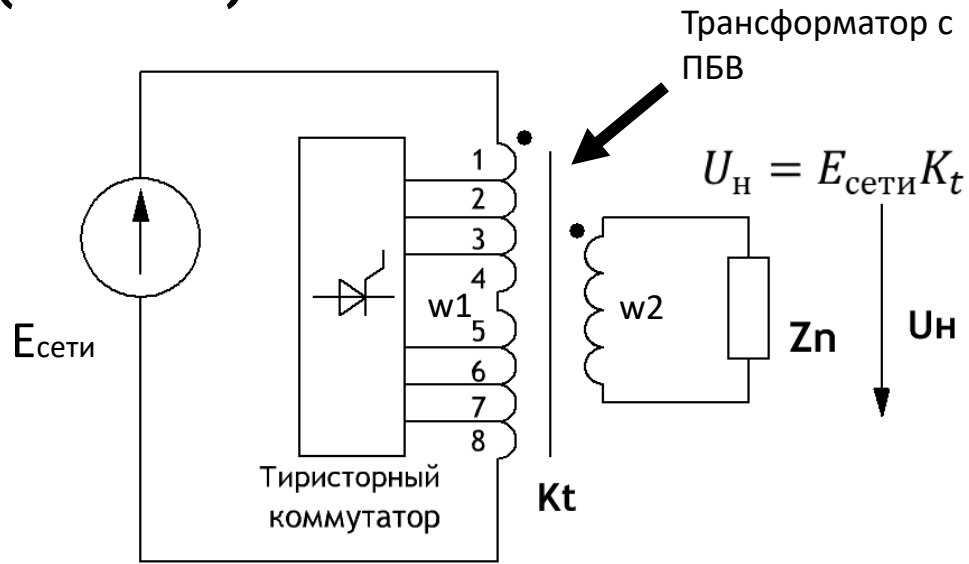 Трансформатор с
ПБВ
1
2
3
4
5
6
7
8
w1
w2
Uн = EсетиKt
Eсети
Zn
Uн
Тиристорный
коммутатор
Kt